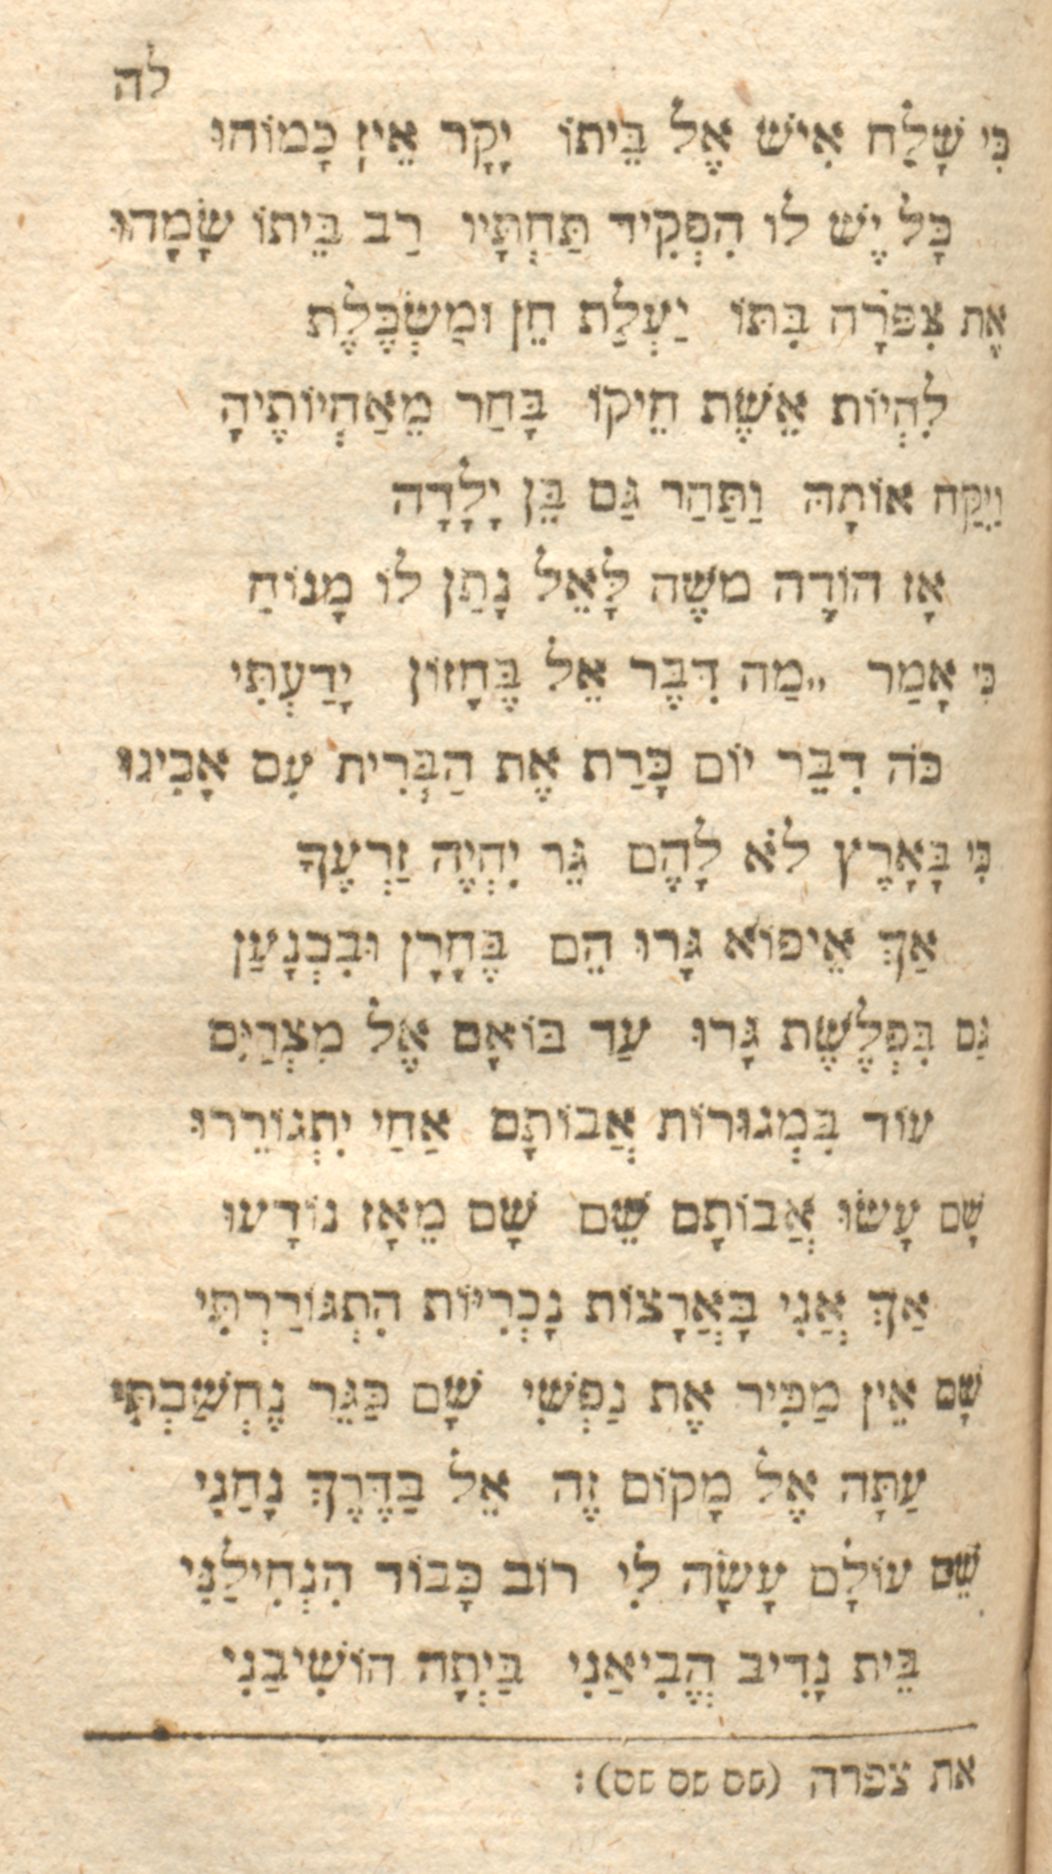 לה
כִּי שָׁלַח אִישׁ אֶל בֵּיתוֹ יָקָר אֵין כָּמוֹהוּ
כָּל יֶשׁ לוֹ הִפְקִיד תַּחְתָּיו רַב בֵּיתוֹ שָׂמָהוּ
אֶת צִפֹּרָה בִּתּוֹ יַעְלַת חֵן וּמַשְׂכֶּלֶת
לִהְיוֹת אֵשֶׁת חֵיקוֹ בָּחַר מֵאַחְיוֹתֶיהָ
וַיִקַּח אוֹתָהּ וַתַּהַר גַּם בֵּן יָלָדָה
אָז הוֹדָה משֶׁה לָּאֵל נָתַן לוֹ מָנוֹחַ
כִּי אָמַר „מַה דִּבֶּר אֵל בֶּחָזוֹן יָדַעְתִּי
כֹּה דִבֵּר יוֹם כָּרַת אֶת הַבְּרִית עִם אָבִינוּ
כִּי בָּאָרֶץ לֹא לָהֶם גֵּר יִהְיֶה זַרְעֶךָ
אַךְ אֵיפוֹא גָּרוּ הֵם בֶּחָרָן וּבִכְנָעַן
גַּם בִּפְלֶשֶׁת גָּרוּ עַד בּוֹאָם אֶל מִצְרַיִם
עוֹד בִּמְגוּרוֹת אֲבוֹתָם אַחַי יִתְגוֹרֵרוּ
שָׁם עָשׂוּ אֲבוֹתָם שֵׁם שָׁם מֵאָז נוֹדָעוּ
אַךְ אֲנִי בָּאֲרָצוֹת נָכְרִיּוֹת הִתְגּוֹרַרְתִּי
שָׁם אֵין מַכִּיר אֶת נַפְשִׁי שָׁם כַּגֵּר נֶחְשַׁבְתִּי
עַתָּה אֶל מָקוֹם זֶה אֵל בַּדֶּרֶךְ נָחַנִי
שֵׁם עוֹלָם עָשָׂה לִי רוֹב כָּבוֹד הִנְחִילַנִּי
בֵּית נָדִיב הֱבִיאַנִי בַּיְתָה הוֹשִׁיבַנִי
את צפרה (סס סס סס):